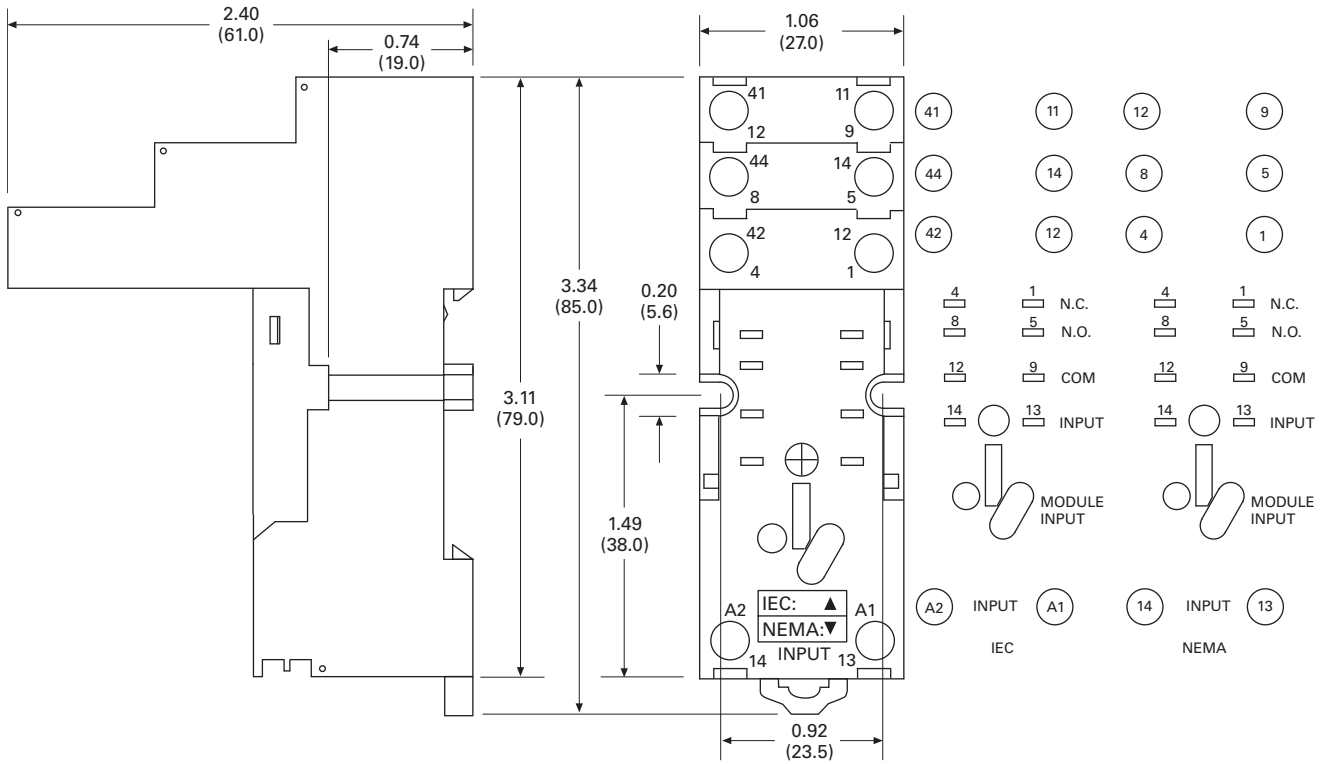 2.40
(61.0)
0.74
(19.0)
1.06
(27.0)
41 11
12 9
44 14
8 5
42 12
4 1
3.34
(85.0)
0.20
(5.6)
3.11
(79.0)
1.49
(38.0)
A2 IEC: ▲ A1
NEMA:▼
14 INPUT 13
0.92
(23.5)
41 11 12 9
44 14 8 5
42 12 4 1
4 1 N.C. 4 1 N.C.
8 5 N.O. 8 5 N.O.
12 9 COM 12 9 COM
14 13 INPUT 14 13 INPUT
MODULE
INPUT
MODULE
INPUT
A2 INPUT A1 14 INPUT 13
IEC NEMA